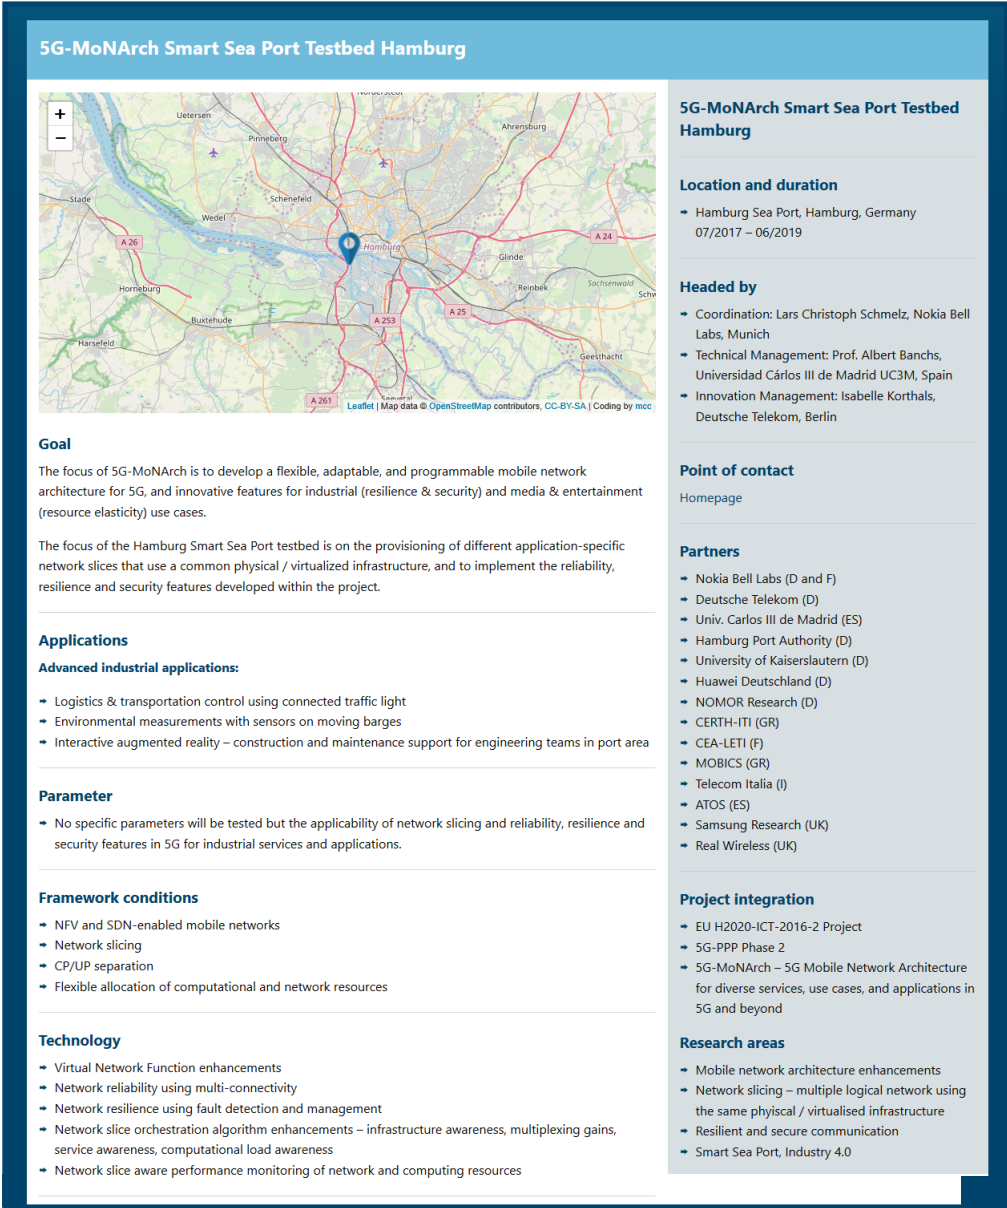 5G-MoNArch Smart Sea Port Testbed Hamburg
+
−
Norderstedt
Uetersen
Ahrensburg
Pinneberg
Stade
Schenefeld
Wedel
A 26
Hamburg
A 24
Glinde
Horneburg
Reinbek
Sachsenwald
Schw
Buxtehude
A 253
A 25
Harsefeld
Geesthacht
A 261
Seevetal
Leaflet | Map data © OpenStreetMap contributors, CC-BY-SA | Coding by mcc
Goal
The focus of 5G-MoNArch is to develop a flexible, adaptable, and programmable mobile network
architecture for 5G, and innovative features for industrial (resilience & security) and media & entertainment
(resource elasticity) use cases.
The focus of the Hamburg Smart Sea Port testbed is on the provisioning of different application-specific
network slices that use a common physical / virtualized infrastructure, and to implement the reliability,
resilience and security features developed within the project.
Applications
Advanced industrial applications:
Logistics & transportation control using connected traffic light
Environmental measurements with sensors on moving barges
Interactive augmented reality – construction and maintenance support for engineering teams in port area
Parameter
No specific parameters will be tested but the applicability of network slicing and reliability, resilience and
security features in 5G for industrial services and applications.
Framework conditions
NFV and SDN-enabled mobile networks
Network slicing
CP/UP separation
Flexible allocation of computational and network resources
Technology
Virtual Network Function enhancements
Network reliability using multi-connectivity
Network resilience using fault detection and management
Network slice orchestration algorithm enhancements – infrastructure awareness, multiplexing gains,
service awareness, computational load awareness
Network slice aware performance monitoring of network and computing resources
5G-MoNArch Smart Sea Port Testbed
Hamburg
Location and duration
Hamburg Sea Port, Hamburg, Germany
07/2017 – 06/2019
Headed by
Coordination: Lars Christoph Schmelz, Nokia Bell
Labs, Munich
Technical Management: Prof. Albert Banchs,
Universidad Cárlos III de Madrid UC3M, Spain
Innovation Management: Isabelle Korthals,
Deutsche Telekom, Berlin
Point of contact
Homepage
Partners
Nokia Bell Labs (D and F)
Deutsche Telekom (D)
Univ. Carlos III de Madrid (ES)
Hamburg Port Authority (D)
University of Kaiserslautern (D)
Huawei Deutschland (D)
NOMOR Research (D)
CERTH-ITI (GR)
CEA-LETI (F)
MOBICS (GR)
Telecom Italia (I)
ATOS (ES)
Samsung Research (UK)
Real Wireless (UK)
Project integration
EU H2020-ICT-2016-2 Project
5G-PPP Phase 2
5G-MoNArch – 5G Mobile Network Architecture
for diverse services, use cases, and applications in
5G and beyond
Research areas
Mobile network architecture enhancements
Network slicing – multiple logical network using
the same phyiscal / virtualised infrastructure
Resilient and secure communication
Smart Sea Port, Industry 4.0